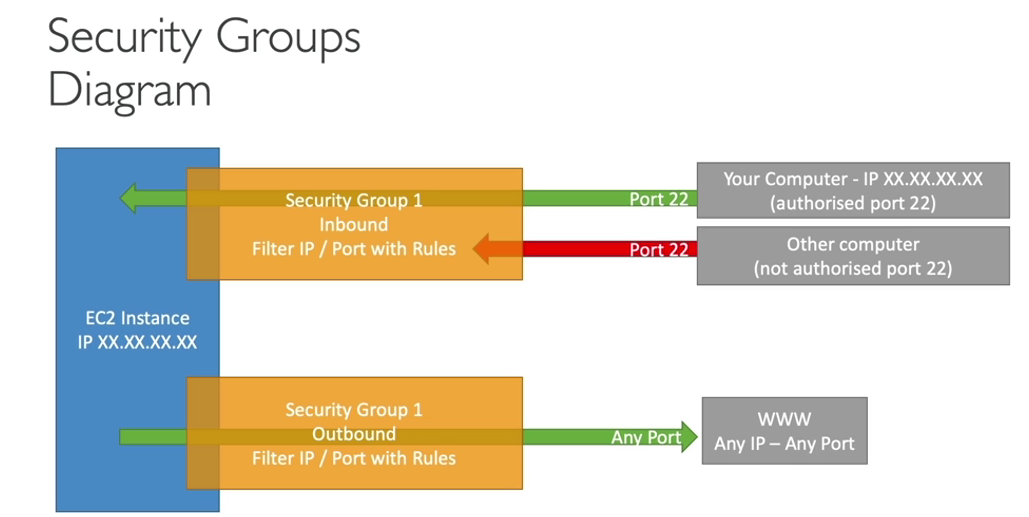 Security Groups
Diagram
Security Group 1
Inbound
Filter IP / Port with Rules
Port 22
Your Computer - IP XX.XX.XX.XX
(authorised port 22)
Port 22
Other computer
(not authorised port 22)
EC2 Instance
IP XX.XX.XX.XX
Security Group 1
Outbound
Filter IP / Port with Rules
Any Port
WWW
Any IP – Any Port